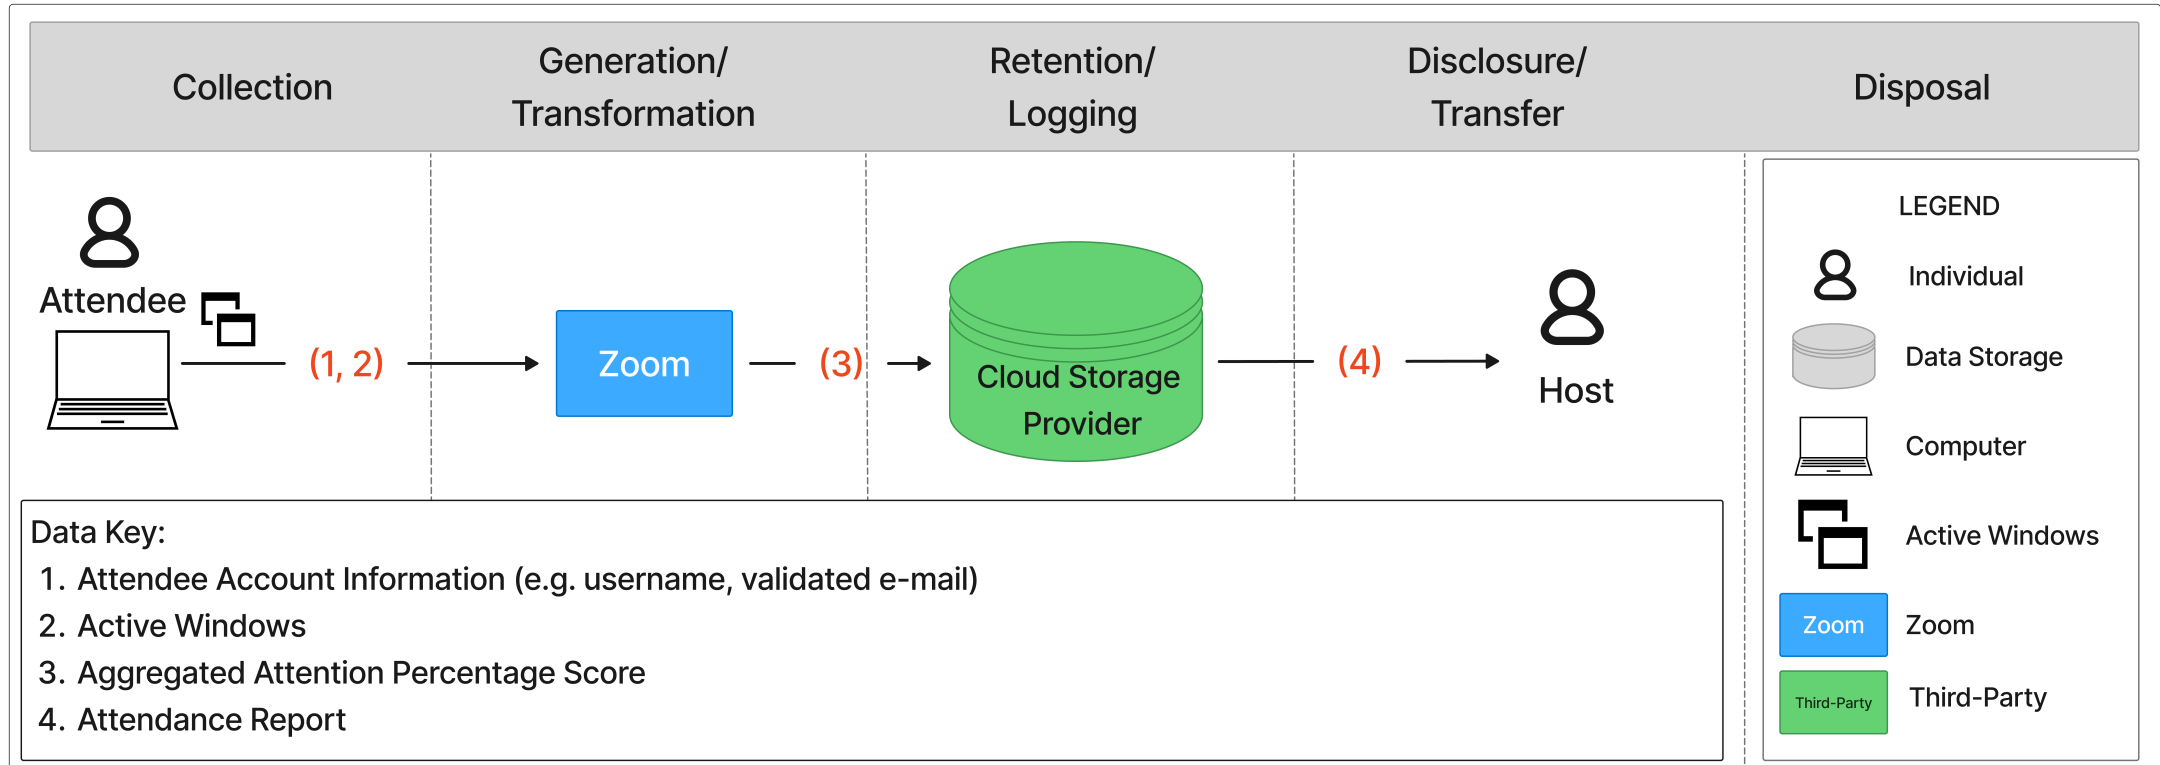 Collection
Generation/
Transformation
Retention/
Logging
Disclosure/
Transfer
Disposal
Attendee
(1, 2)
Zoom
(3)
Cloud Storage
Provider
(4)
Host
LEGEND
Individual
Data Storage
Computer
Active Windows
Zoom
Zoom
Third-Party
Third-Party
Data Key:
1. Attendee Account Information (e.g. username, validated e-mail)
2. Active Windows
3. Aggregated Attention Percentage Score
4. Attendance Report